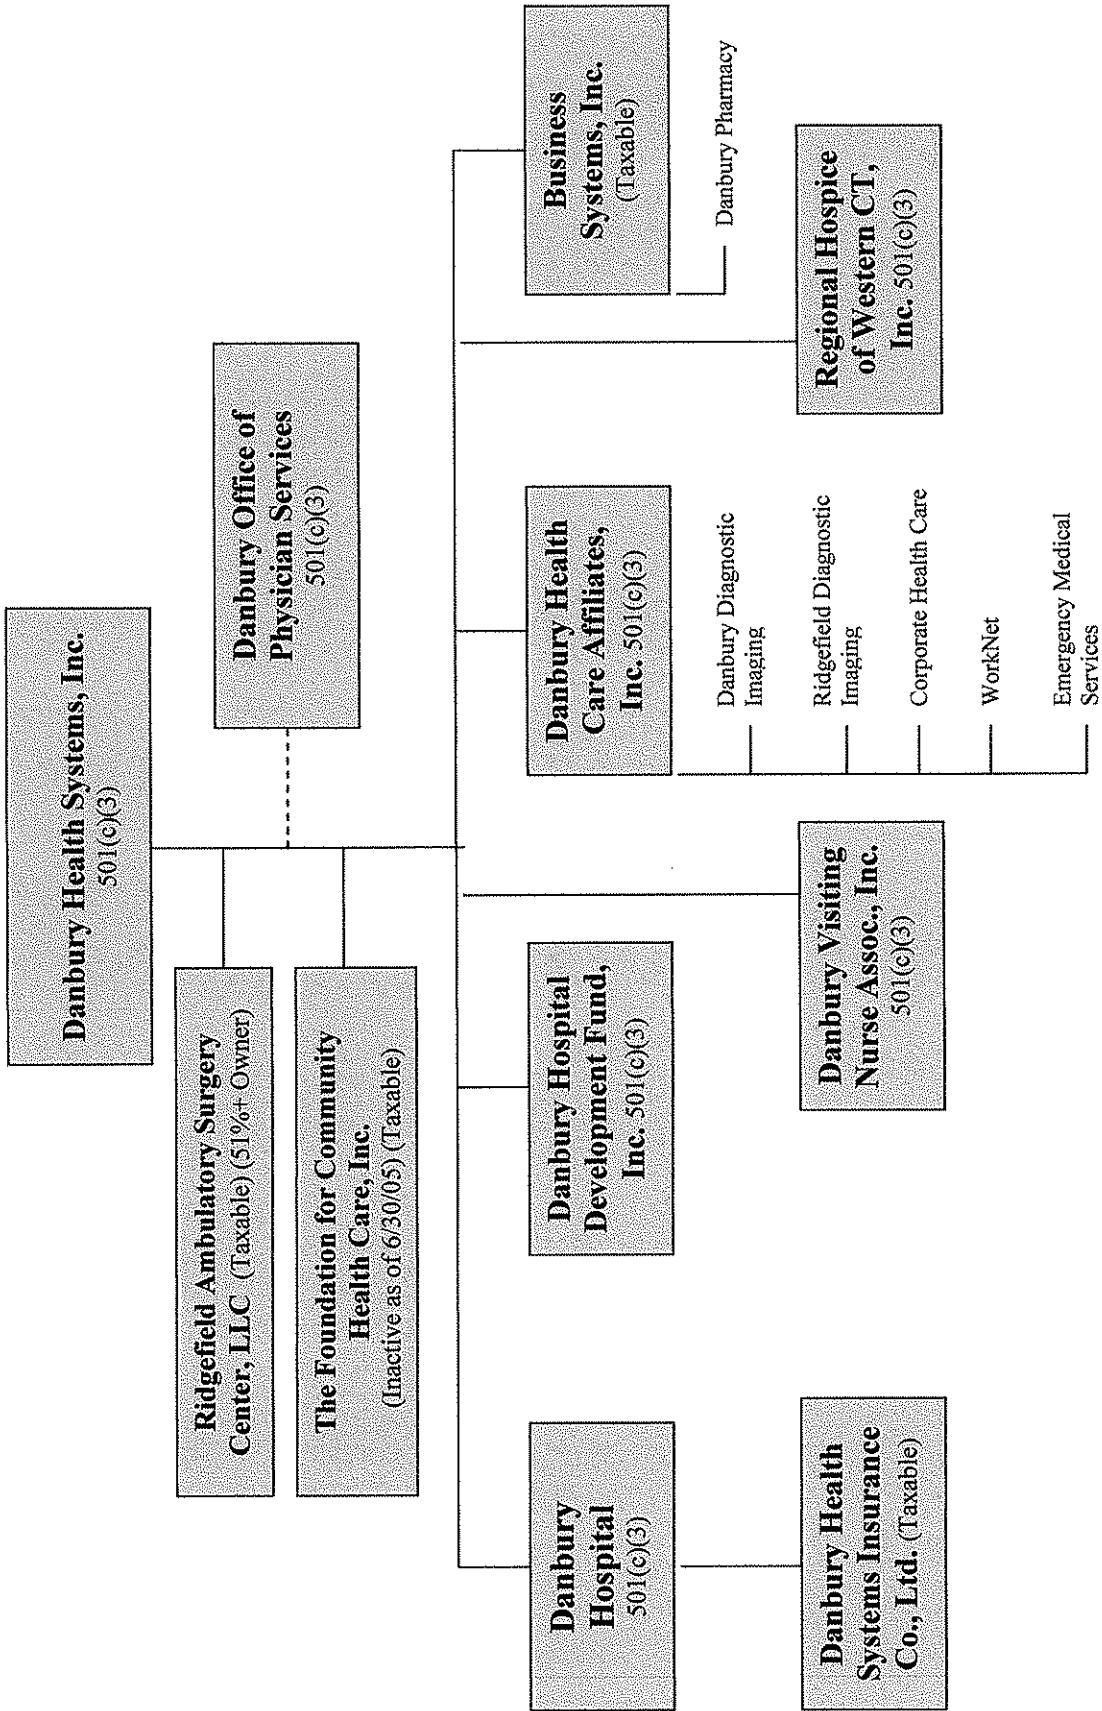 Danbury Health Systems, Inc.
501(c)(3)
Ridgefield Ambulatory Surgery
Center, LLC (Taxable) (51%+ Owner)
Danbury Office of
Physician Services
501(c)(3)
The Foundation for Community
Health Care, Inc.
(Inactive as of 6/30/05) (Taxable)
Danbury
Hospital
501(c)(3)
Danbury Hospital
Development Fund,
Inc. 501(c)(3)
Danbury Health
Care Affiliates,
Inc. 501(c)(3)
Business
Systems, Inc.
(Taxable)
Danbury Diagnostic
Imaging
Ridgefield Diagnostic
Imaging
Corporate Health Care
WorkNet
Emergency Medical
Services
Danbury Pharmacy
Danbury Health
Systems Insurance
Co., Ltd. (Taxable)
Danbury Visiting
Nurse Assoc., Inc.
501(c)(3)
Regional Hospice
of Western CT,
Inc. 501(c)(3)